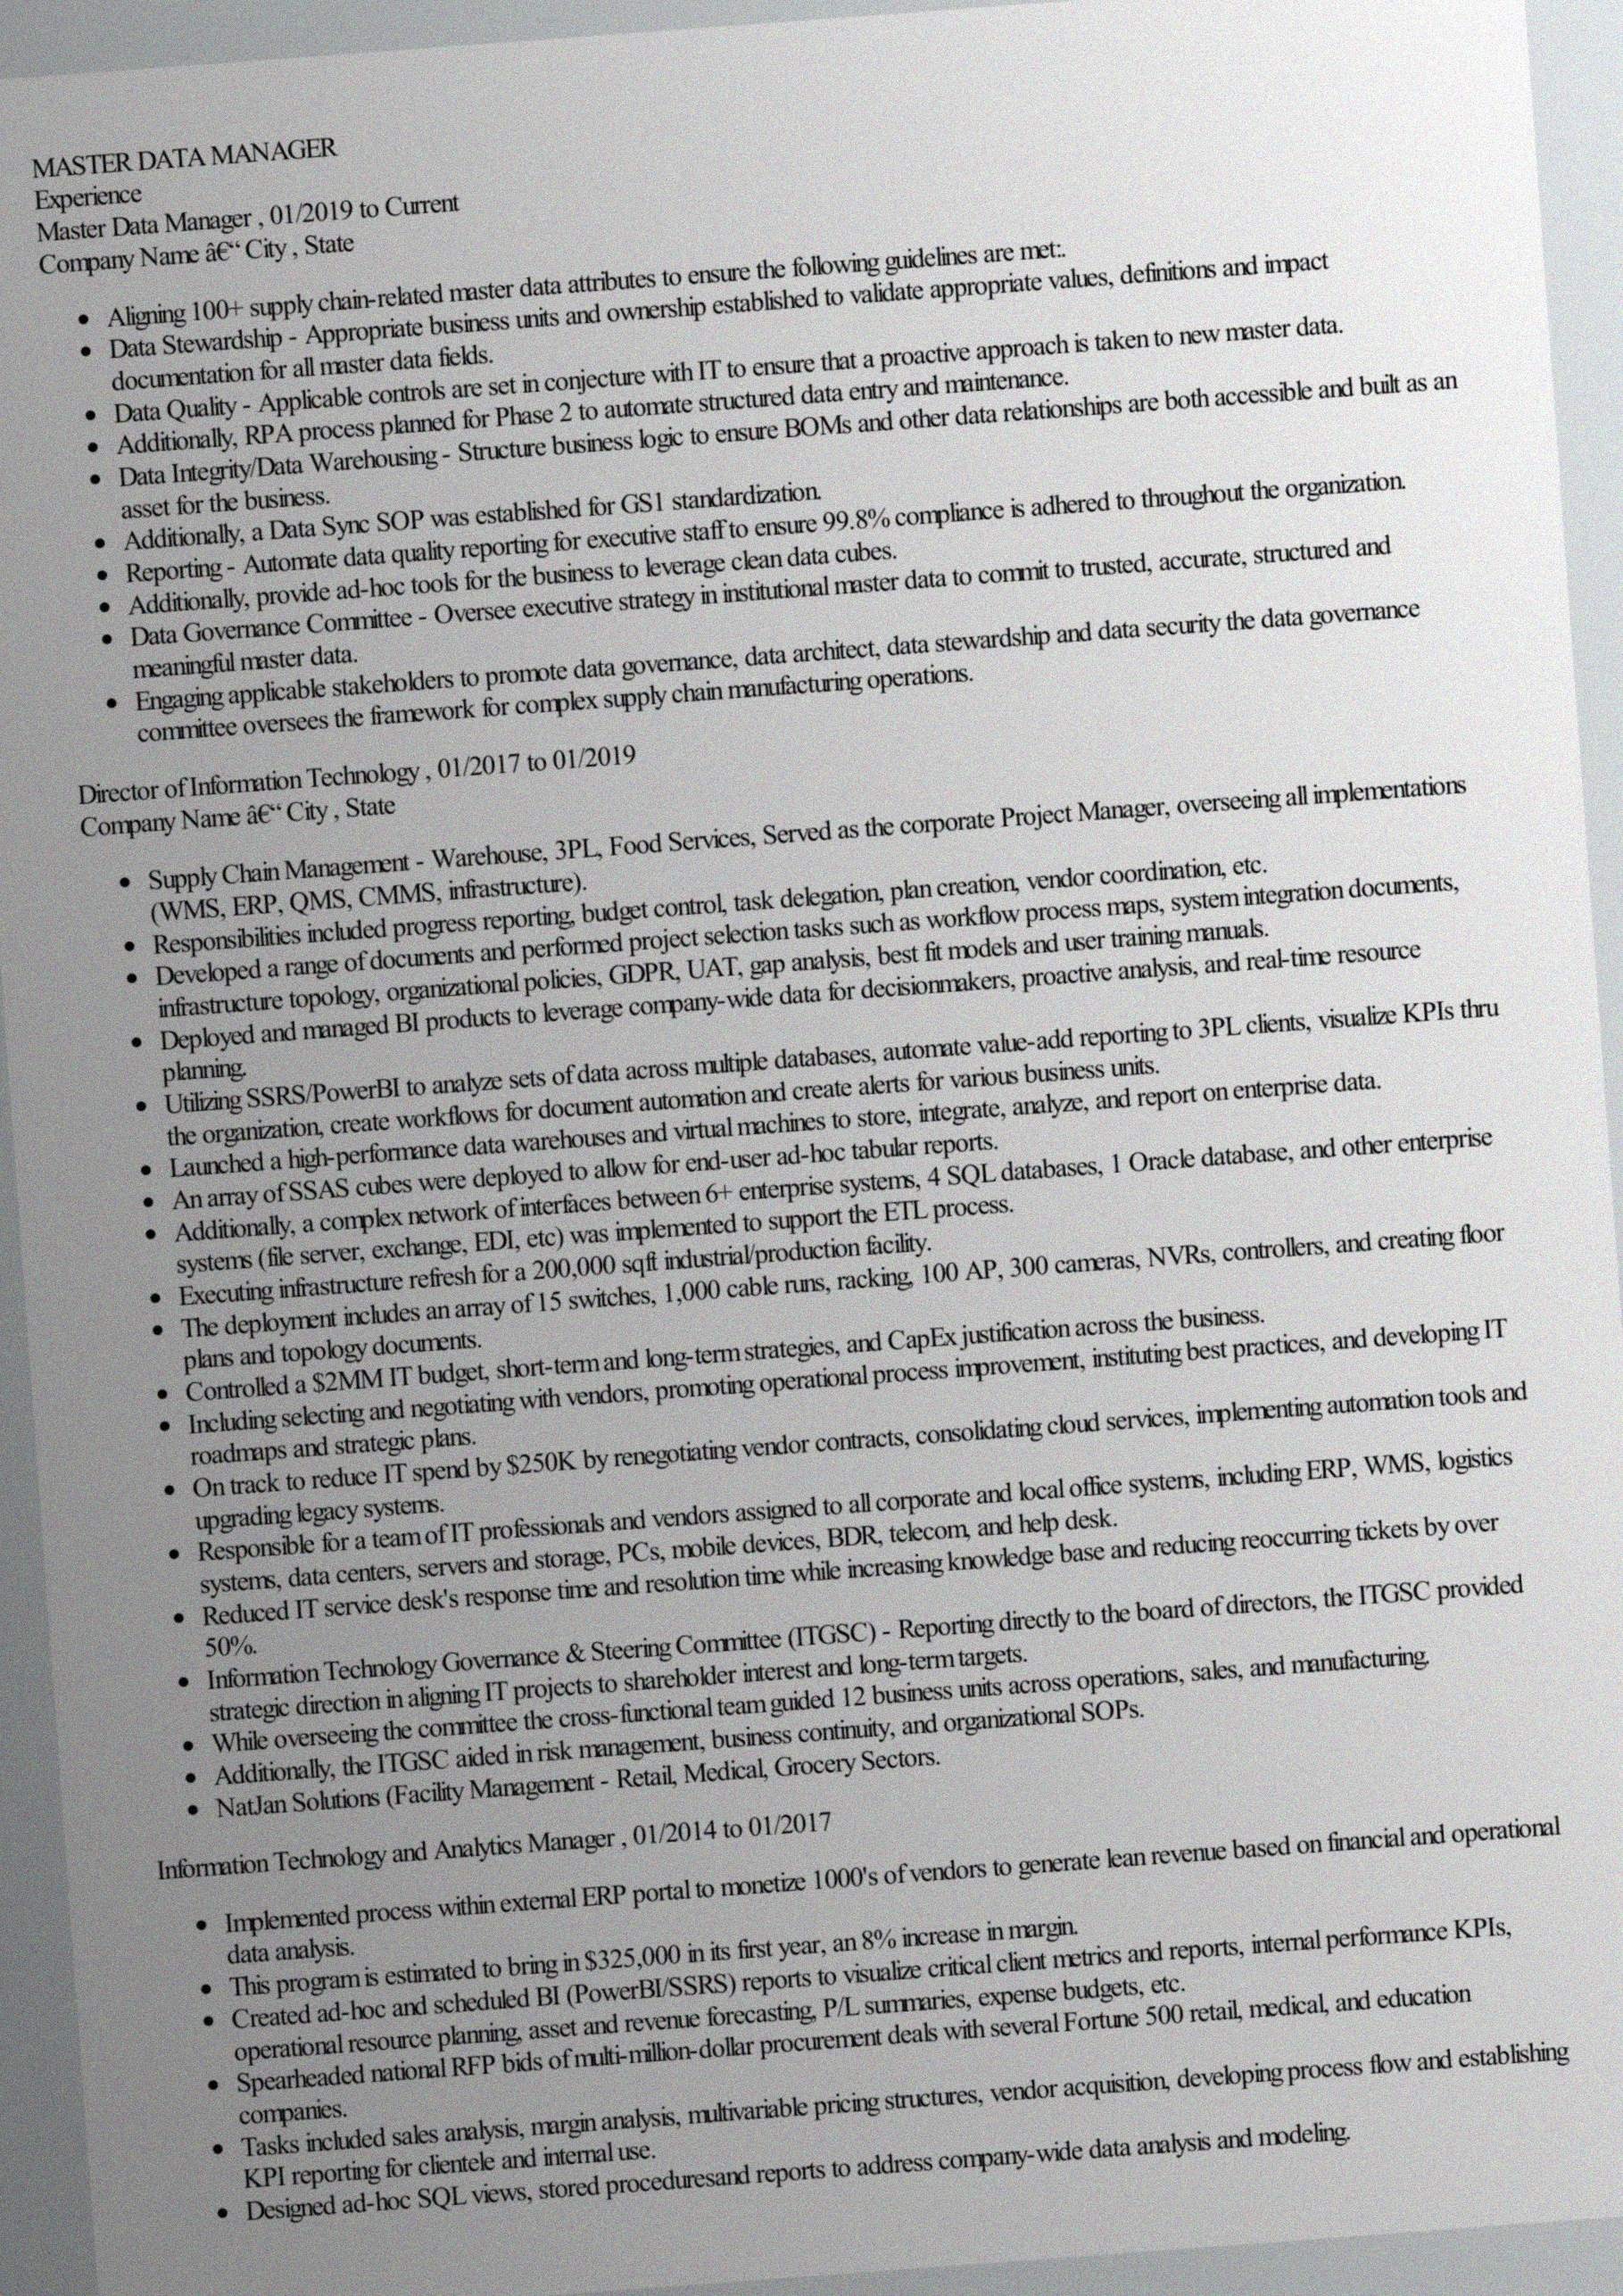 MASTER DATA MANAGER
Experience
Master Data Manager , 01/2019 to Current
Company Name â€“ City , State
• Aligning 100+ supply chain-related master data attributes to ensure the following guidelines are met:.
• Data Stewardship - Appropriate business units and ownership established to validate appropriate values, definitions and impact
documentation for all master data fields.
• Data Quality - Applicable controls are set in conjecture with IT to ensure that a proactive approach is taken to new master data.
• Additionally, RPA process planned for Phase 2 to automate structured data entry and maintenance.
• Data Integrity/Data Warehousing - Structure business logic to ensure BOMs and other data relationships are both accessible and built as an
asset for the business.
• Additionally, a Data Sync SOP was established for GS1 standardization.
• Reporting - Automate data quality reporting for executive staff to ensure 99.8% compliance is adhered to throughout the organization.
• Additionally, provide ad-hoc tools for the business to leverage clean data cubes.
• Data Governance Committee - Oversee executive strategy in institutional master data to commit to trusted, accurate, structured and
meaningful master data.
• Engaging applicable stakeholders to promote data governance, data architect, data stewardship and data security the data governance
committee oversees the framework for complex supply chain manufacturing operations.
Director of Information Technology , 01/2017 to 01/2019
Company Name â€“ City , State
• Supply Chain Management - Warehouse, 3PL, Food Services, Served as the corporate Project Manager, overseeing all implementations
(WMS, ERP, QMS, CMMS, infrastructure).
• Responsibilities included progress reporting, budget control, task delegation, plan creation, vendor coordination, etc.
• Developed a range of documents and performed project selection tasks such as workflow process maps, system integration documents,
infrastructure topology, organizational policies, GDPR, UAT, gap analysis, best fit models and user training manuals.
• Deployed and managed BI products to leverage company-wide data for decisionmakers, proactive analysis, and real-time resource
planning.
• Utilizing SSRS/PowerBI to analyze sets of data across multiple databases, automate value-add reporting to 3PL clients, visualize KPIs thru
the organization, create workflows for document automation and create alerts for various business units.
• Launched a high-performance data warehouses and virtual machines to store, integrate, analyze, and report on enterprise data.
• An array of SSAS cubes were deployed to allow for end-user ad-hoc tabular reports.
• Additionally, a complex network of interfaces between 6+ enterprise systems, 4 SQL databases, 1 Oracle database, and other enterprise
systems (file server, exchange, EDI, etc) was implemented to support the ETL process.
• Executing infrastructure refresh for a 200,000 sqft industrial/production facility.
• The deployment includes an array of 15 switches, 1,000 cable runs, racking, 100 AP, 300 cameras, NVRs, controllers, and creating floor
plans and topology documents.
• Controlled a $2MM IT budget, short-term and long-term strategies, and CapEx justification across the business.
• Including selecting and negotiating with vendors, promoting operational process improvement, instituting best practices, and developing IT
roadmaps and strategic plans.
• On track to reduce IT spend by $250K by renegotiating vendor contracts, consolidating cloud services, implementing automation tools and
upgrading legacy systems.
• Responsible for a team of IT professionals and vendors assigned to all corporate and local office systems, including ERP, WMS, logistics
systems, data centers, servers and storage, PCs, mobile devices, BDR, telecom, and help desk.
• Reduced IT service desk's response time and resolution time while increasing knowledge base and reducing reoccurring tickets by over
50%.
• Information Technology Governance & Steering Committee (ITGSC) - Reporting directly to the board of directors, the ITGSC provided
strategic direction in aligning IT projects to shareholder interest and long-term targets.
• While overseeing the committee the cross-functional team guided 12 business units across operations, sales, and manufacturing.
• Additionally, the ITGSC aided in risk management, business continuity, and organizational SOPs.
• NatJan Solutions (Facility Management - Retail, Medical, Grocery Sectors.
Information Technology and Analytics Manager , 01/2014 to 01/2017
• Implemented process within external ERP portal to monetize 1000's of vendors to generate lean revenue based on financial and operational
data analysis.
• This program is estimated to bring in $325,000 in its first year, an 8% increase in margin.
• Created ad-hoc and scheduled BI (PowerBI/SSRS) reports to visualize critical client metrics and reports, internal performance KPIs,
operational resource planning, asset and revenue forecasting, P/L summaries, expense budgets, etc.
• Spearheaded national RFP bids of multi-million-dollar procurement deals with several Fortune 500 retail, medical, and education
companies.
• Tasks included sales analysis, margin analysis, multivariable pricing structures, vendor acquisition, developing process flow and establishing
KPI reporting for clientele and internal use.
• Designed ad-hoc SQL views, stored proceduresand reports to address company-wide data analysis and modeling.